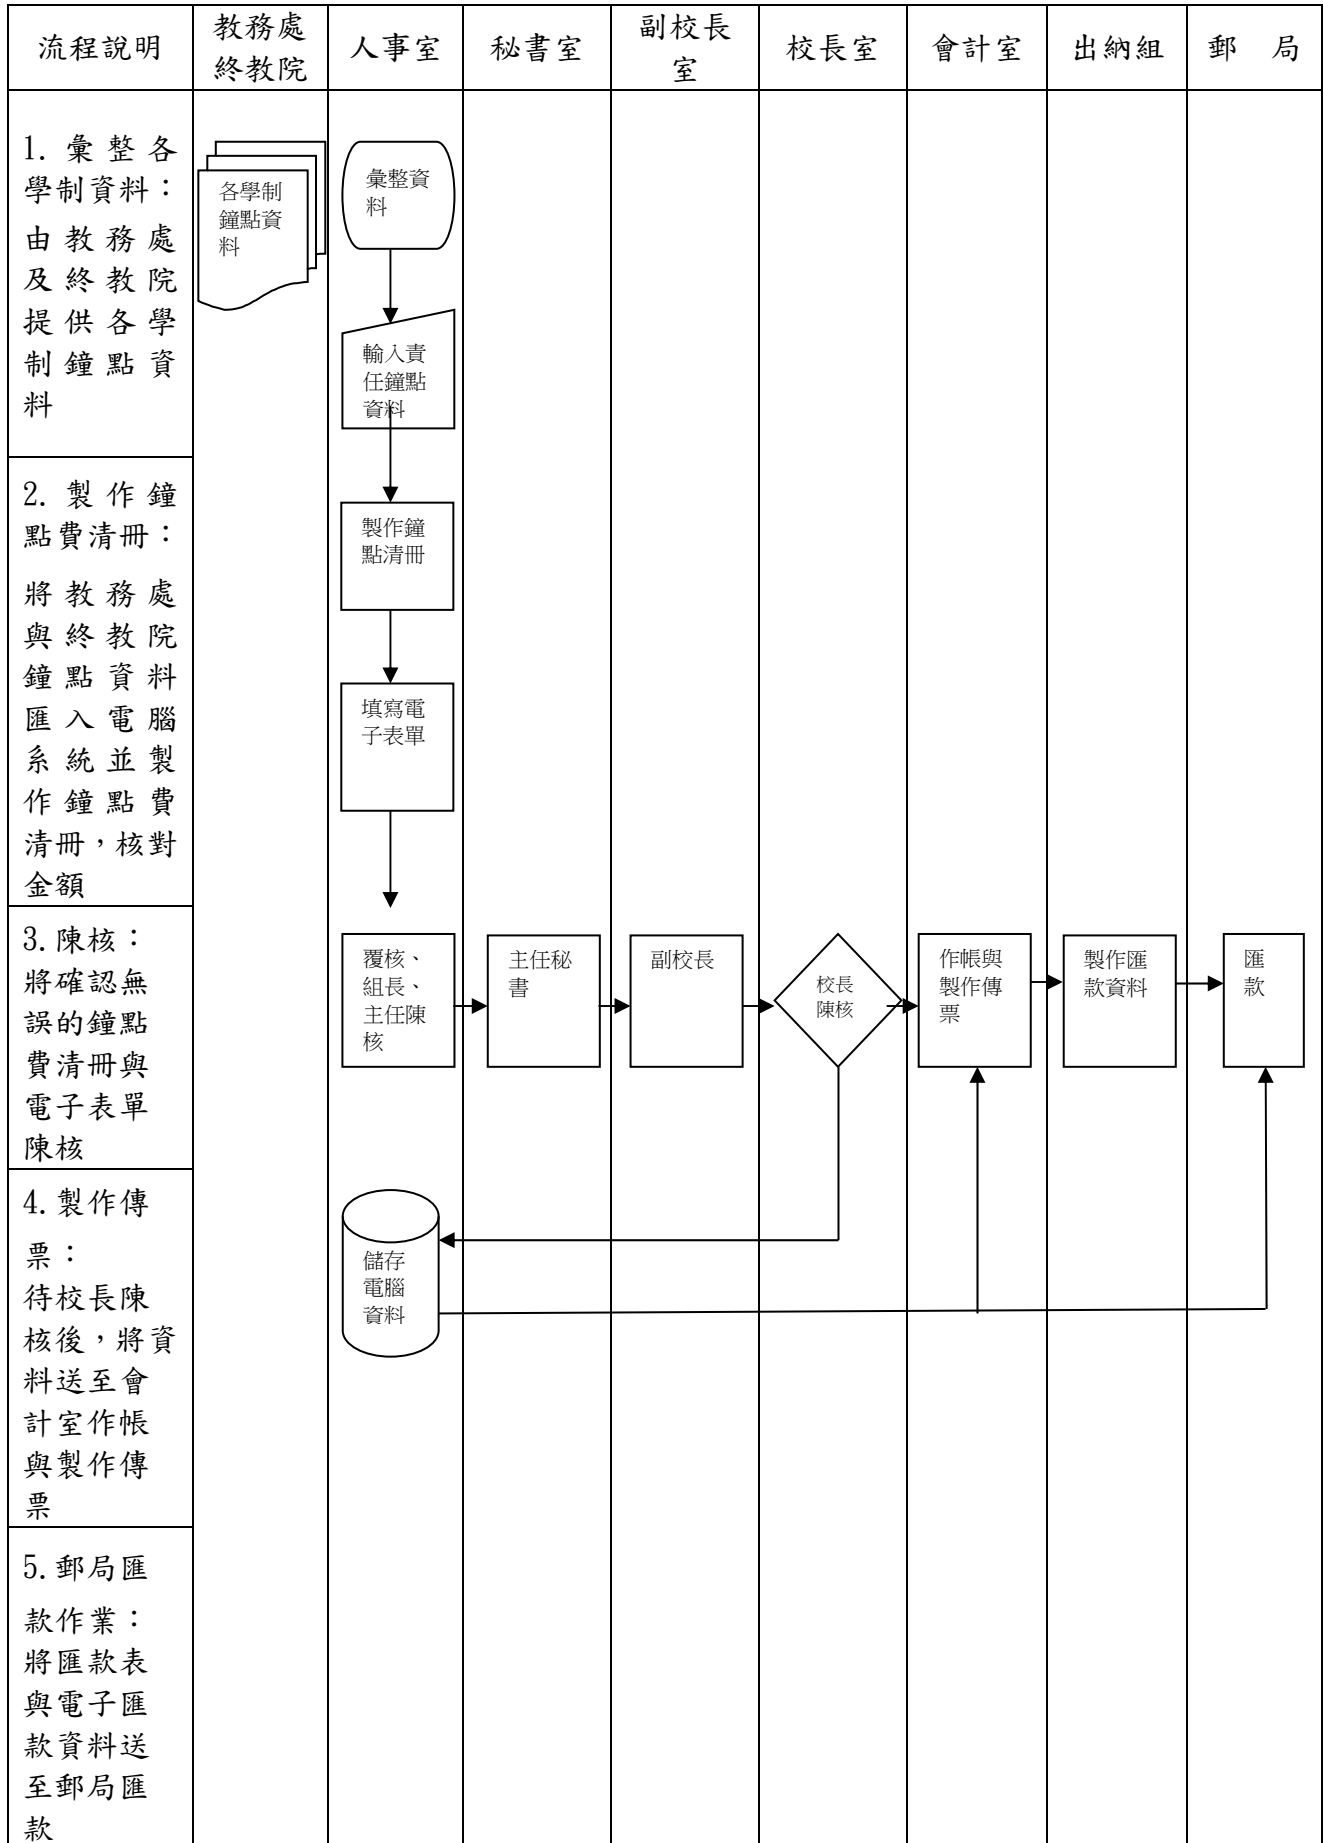 流程說明
教務處
終教院
人事室
秘書室
副校長
室
校長室
會計室
出納組
郵 局
1. 彙整各
學制資料：
由教務處
及終教院
提供各學
制鐘點資
料
各學制
鐘點資
料
彙整資
料
輸入責
任鐘點
資料
2. 製作鐘
點費清冊：
將教務處
與終教院
鐘點資料
匯入電腦
系統並製
作鐘點費
清冊，核對
金額
製作鐘
點清冊
填寫電
子表單
3.陳核：
將確認無
誤的鐘點
費清冊與
電子表單
陳核
覆核、
組長、
主任陳
核
主任秘
書
副校長
校長
陳核
作帳與
製作傳
票
製作匯
款資料
匯
款
4.製作傳
票：
待校長陳
核後，將資
料送至會
計室作帳
與製作傳
票
儲存
電腦
資料
5.郵局匯
款作業：
將匯款表
與電子匯
款資料送
至郵局匯
款